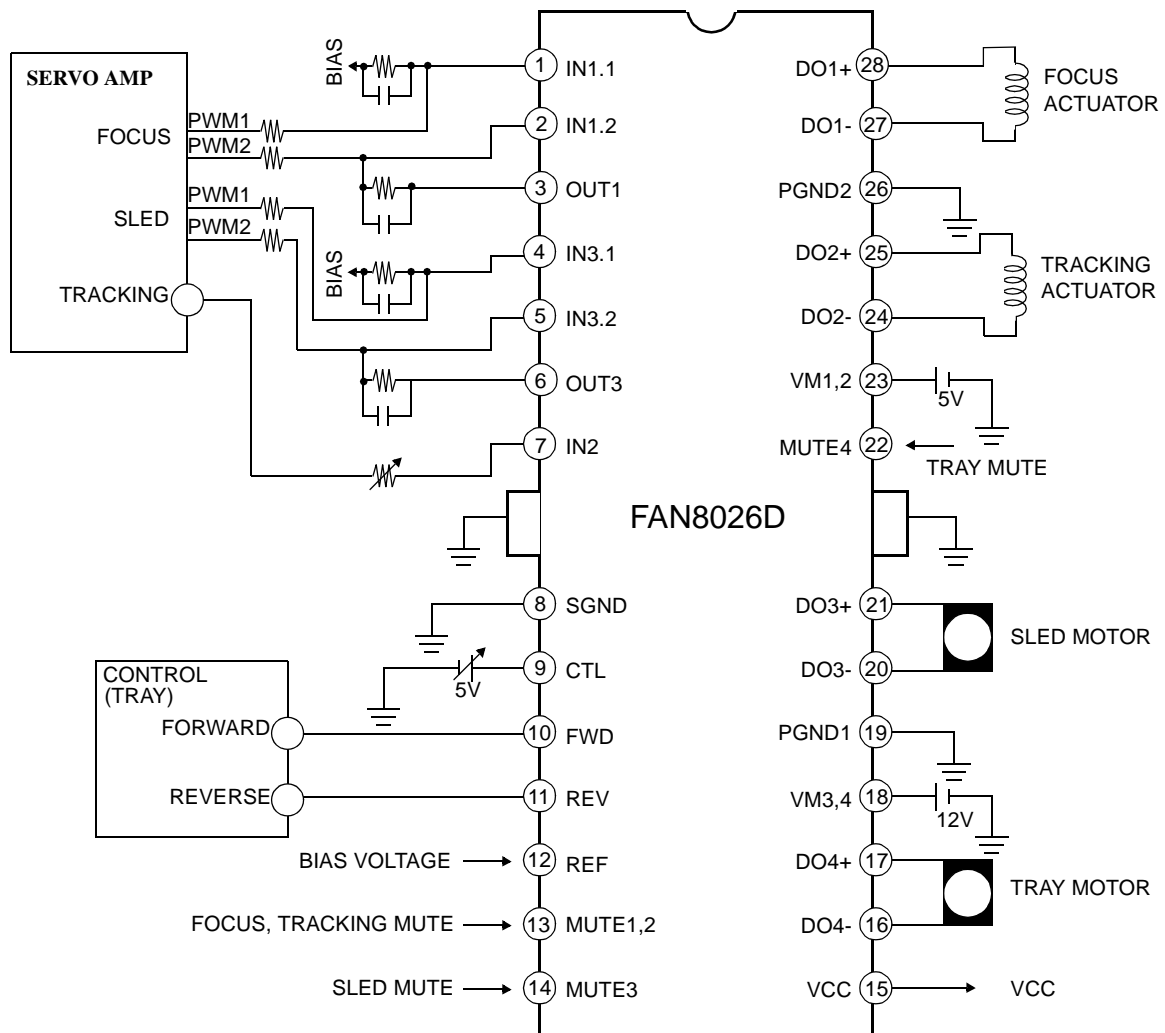 SERVO AMP
FOCUS
PWM1
PWM2
SLED
PWM1
PWM2
TRACKING
BIAS
BIAS
1 IN1.1
2 IN1.2
3 OUT1
4 IN3.1
5 IN3.2
6 OUT3
7 IN2
FAN8026D
8 SGND
9 CTL
5V
CONTROL
(TRAY)
FORWARD
10 FWD
REVERSE
11 REV
BIAS VOLTAGE
12 REF
FOCUS, TRACKING MUTE
13 MUTE1,2
SLED MUTE
14 MUTE3
DO1+ 28
DO1- 27
FOCUS
ACTUATOR
PGND2 26
DO2+ 25
DO2- 24
TRACKING
ACTUATOR
VM1,2 23
5V
MUTE4 22
TRAY MUTE
DO3+ 21
DO3- 20
SLED MOTOR
PGND1 19
VM3,4 18
12V
DO4+ 17
DO4- 16
TRAY MOTOR
VCC 15
VCC